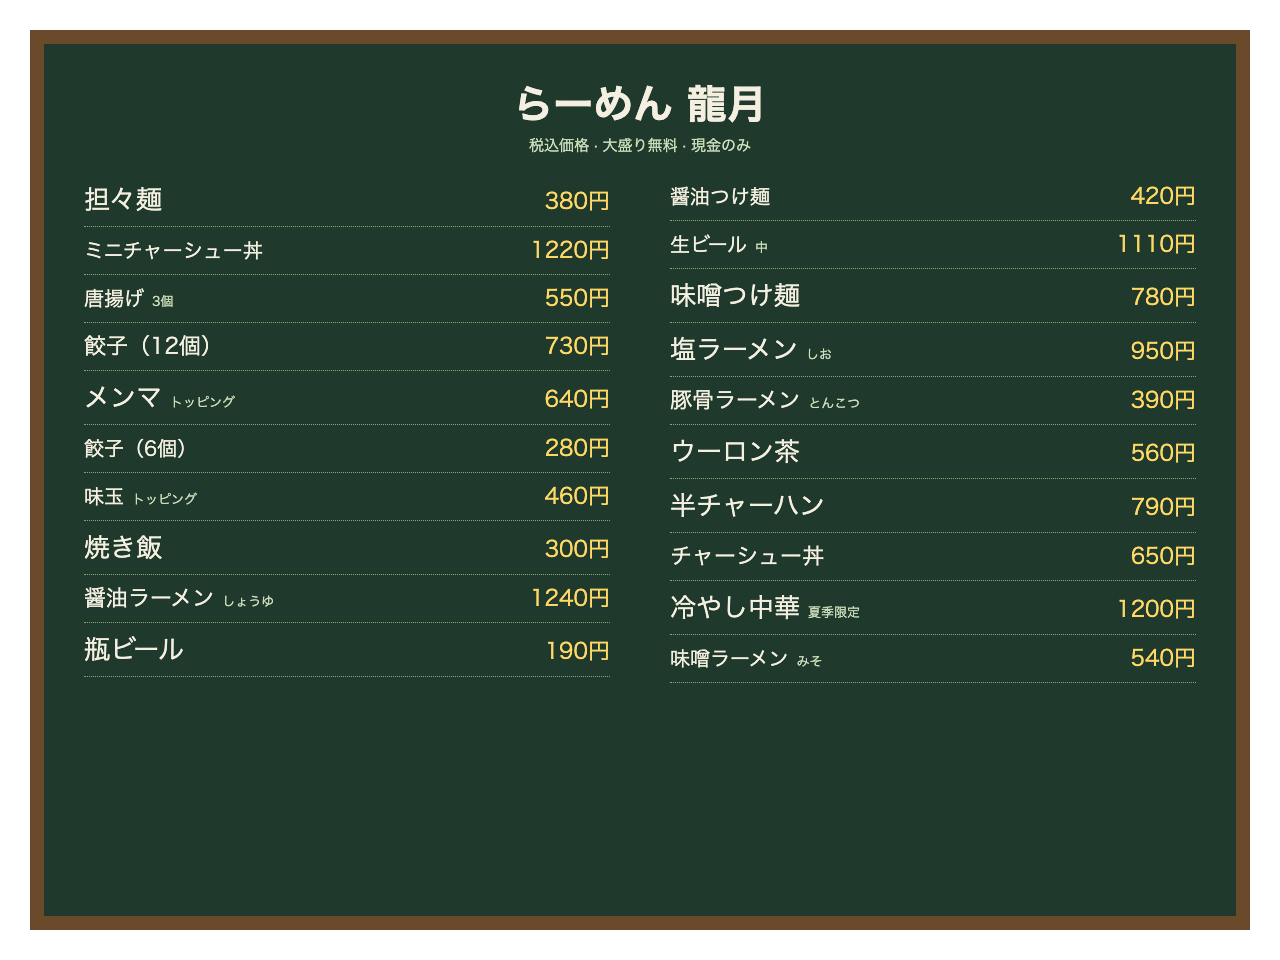 らーめん 龍月
税込価格 · 大盛り無料 · 現金のみ
担々麺 380円
ミニチャーシュー丼 1220円
唐揚げ 3個 550円
餃子（12個） 730円
メンマ トッピング 640円
餃子（6個） 280円
味玉 トッピング 460円
焼き飯 300円
醤油ラーメン しょうゆ 1240円
瓶ビール 190円
醤油つけ麺 420円
生ビール 中 1110円
味噌つけ麺 780円
塩ラーメン しお 950円
豚骨ラーメン とんこつ 390円
ウーロン茶 560円
半チャーハン 790円
チャーシュー丼 650円
冷やし中華 夏季限定 1200円
味噌ラーメン みそ 540円